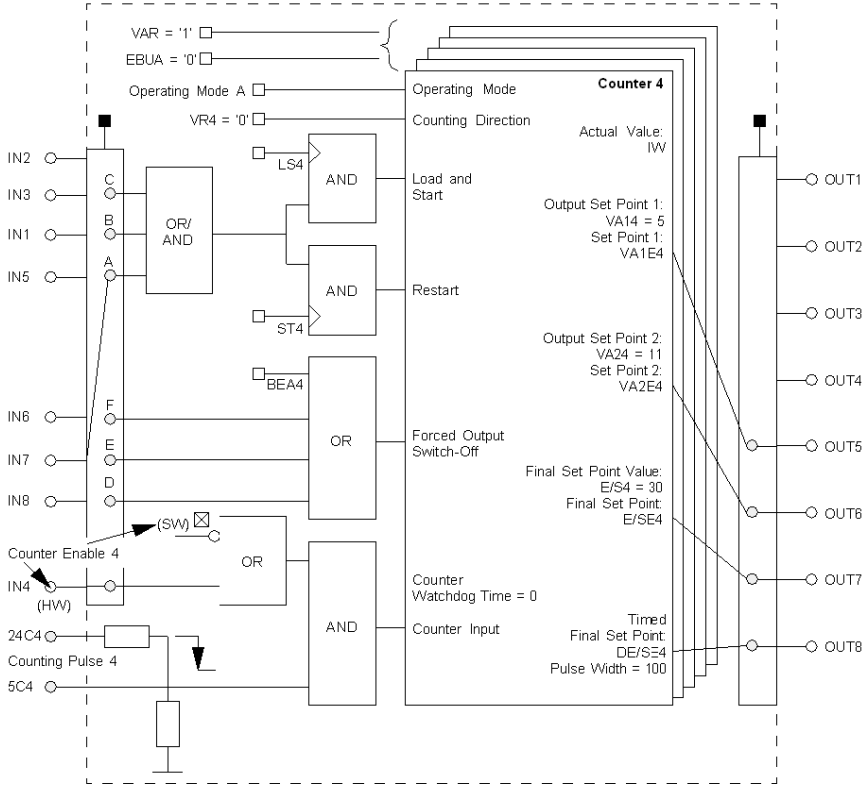 VAR = '1'
EBUA = '0'
Operating Mode A
VR4 = '0'
Operating Mode
Counter 4
Counting Direction
Actual Value:
IW
LS4
AND
Load and
Start
IN2
IN3
IN1
IN5
C
B
A
OR/
AND
Output Set Point 1:
VA14 = 5
Set Point 1:
VA1E4
AND
Restart
ST4
Output Set Point 2:
VA24 = 11
Set Point 2:
VA2E4
BEA4
IN6
IN7
IN8
F
E
D
OR
Forced Output
Switch-Off
Final Set Point Value:
E/S4 = 30
Final Set Point:
E/SE4
(SW)
Counter Enable 4
OR
IN4
(HW)
Counter
Watchdog Time = 0
AND
Counter Input
24C4
Counting Pulse 4
5C4
Timed
Final Set Point:
DE/SE4
Pulse Width = 100
OUT1
OUT2
OUT3
OUT4
OUT5
OUT6
OUT7
OUT8